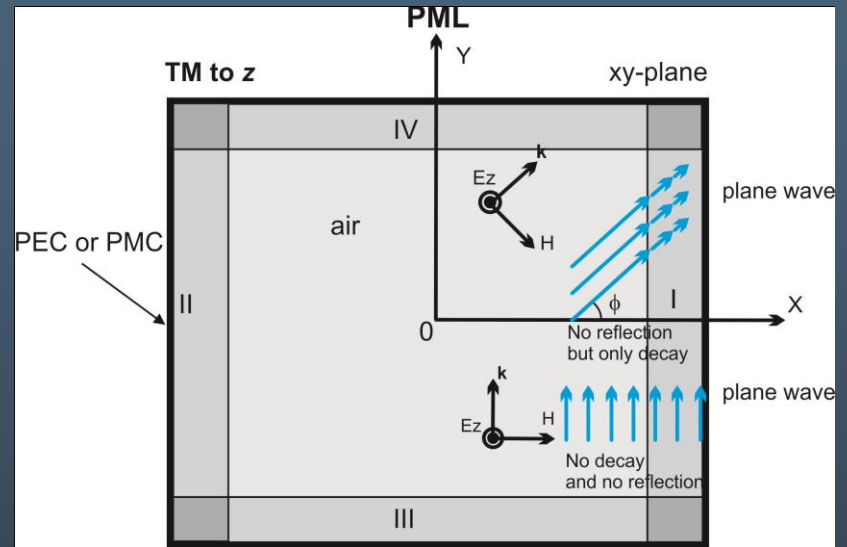 PML
Y
TM to z
xy-plane
IV
k
Ez
plane wave
air
H
PEC or PMC
II
ϕ
I
X
0
No reflection
but only decay
k
plane wave
Ez
H
No decay
and no reflection
III